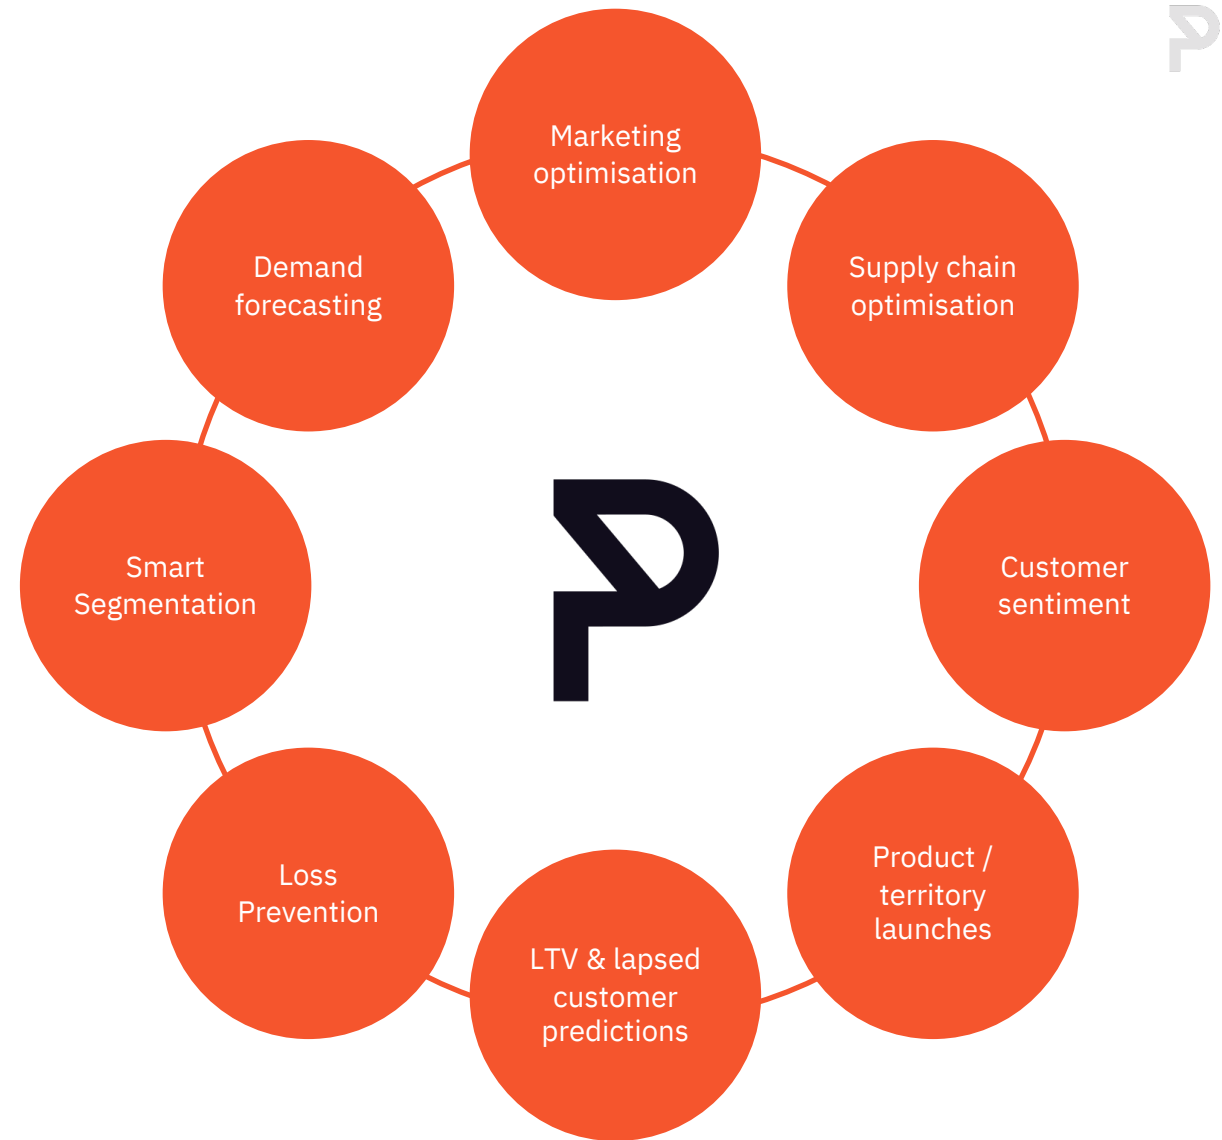 Marketing
optimisation
Supply chain
optimisation
Customer
sentiment
Product /
territory
launches
LTV & lapsed
customer
predictions
Loss
Prevention
Smart
Segmentation
Demand
forecasting